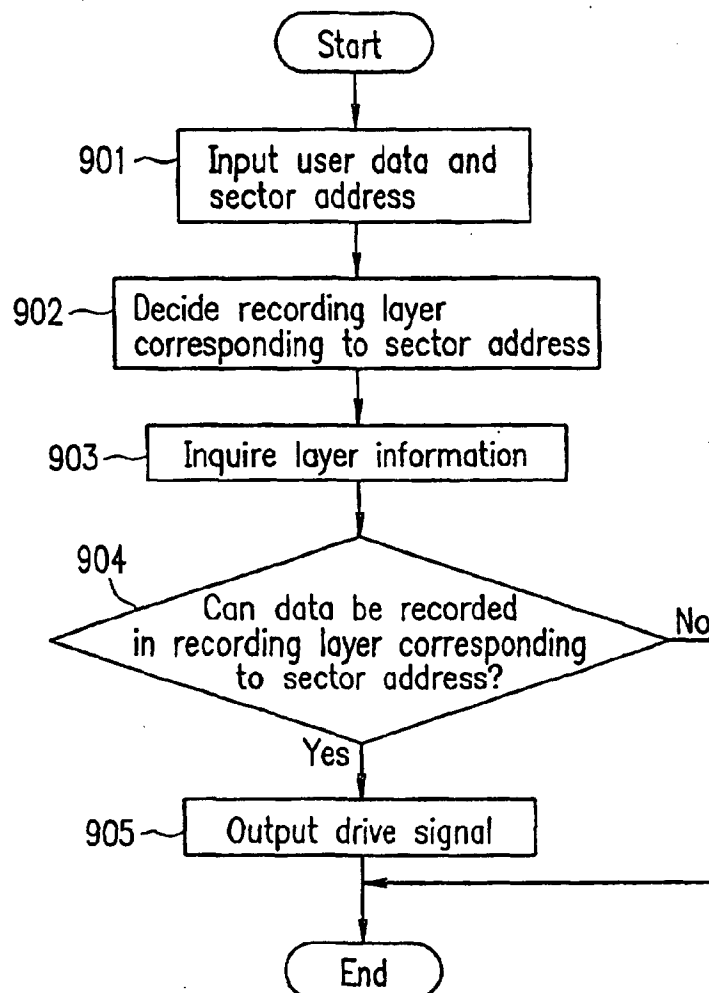 Start
901
Input user data and
sector address
902
Decide recording layer
corresponding to sector address
903
Inquire layer information
904
Can data be recorded
in recording layer corresponding
to sector address?
No
Yes
905
Output drive signal
End